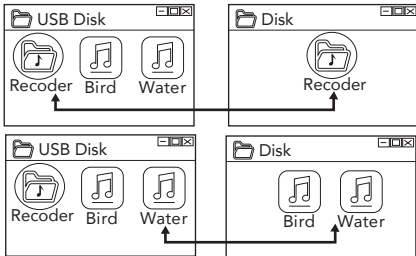 USB Disk
Disk
Recoder Bird Water
Recoder
USB Disk
Disk
Recoder Bird Water
Bird Water